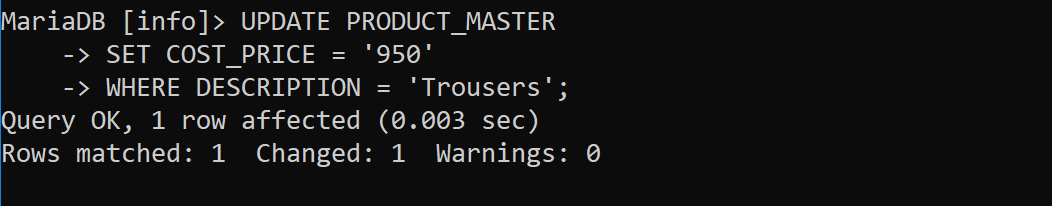 MariaDB [info]> UPDATE PRODUCT_MASTER
    -> SET COST_PRICE = '950'
    -> WHERE DESCRIPTION = 'Trousers';
Query OK, 1 row affected (0.003 sec)
Rows matched: 1  Changed: 1  Warnings: 0